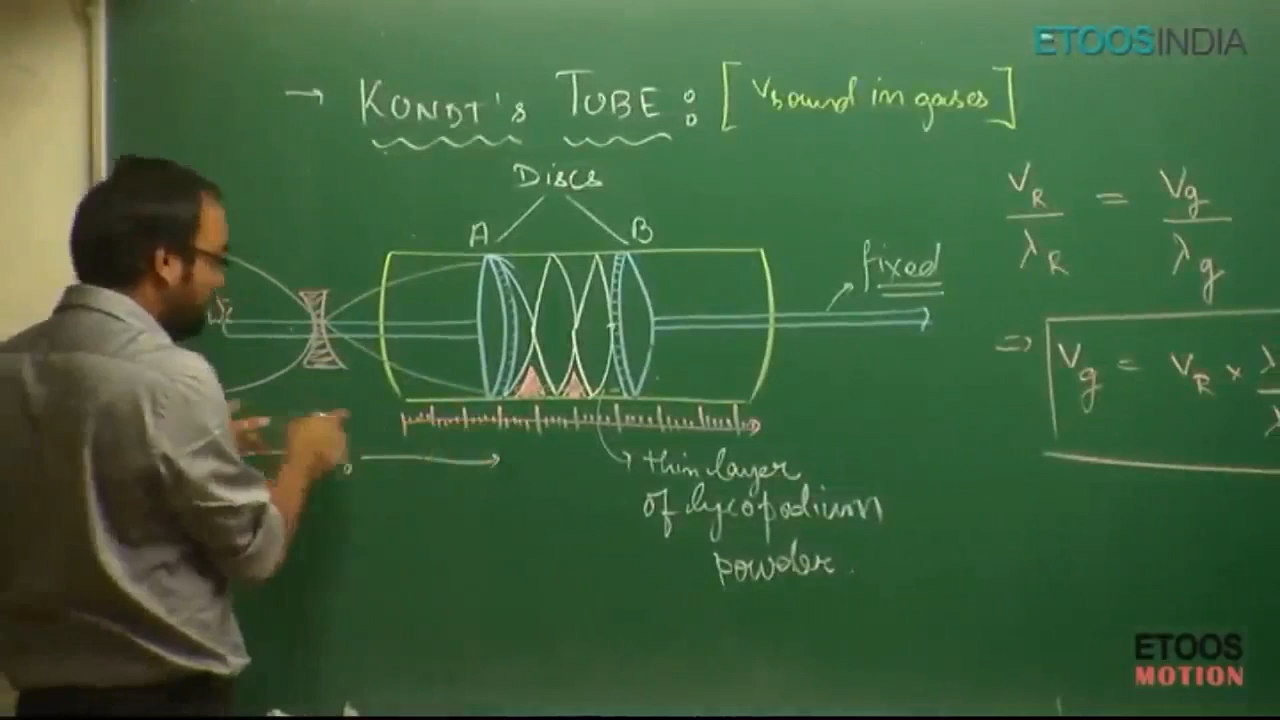 ETOOSINDIA
→ KUNDT's TUBE : [ Vsound in gases ]
Discs
A B
fixed
V_R / λ_R = V_g / λ_g
⇒ V_g = V_R × λ
λ
thin layer
of lycopodium
powder.
ETOOS
MOTION